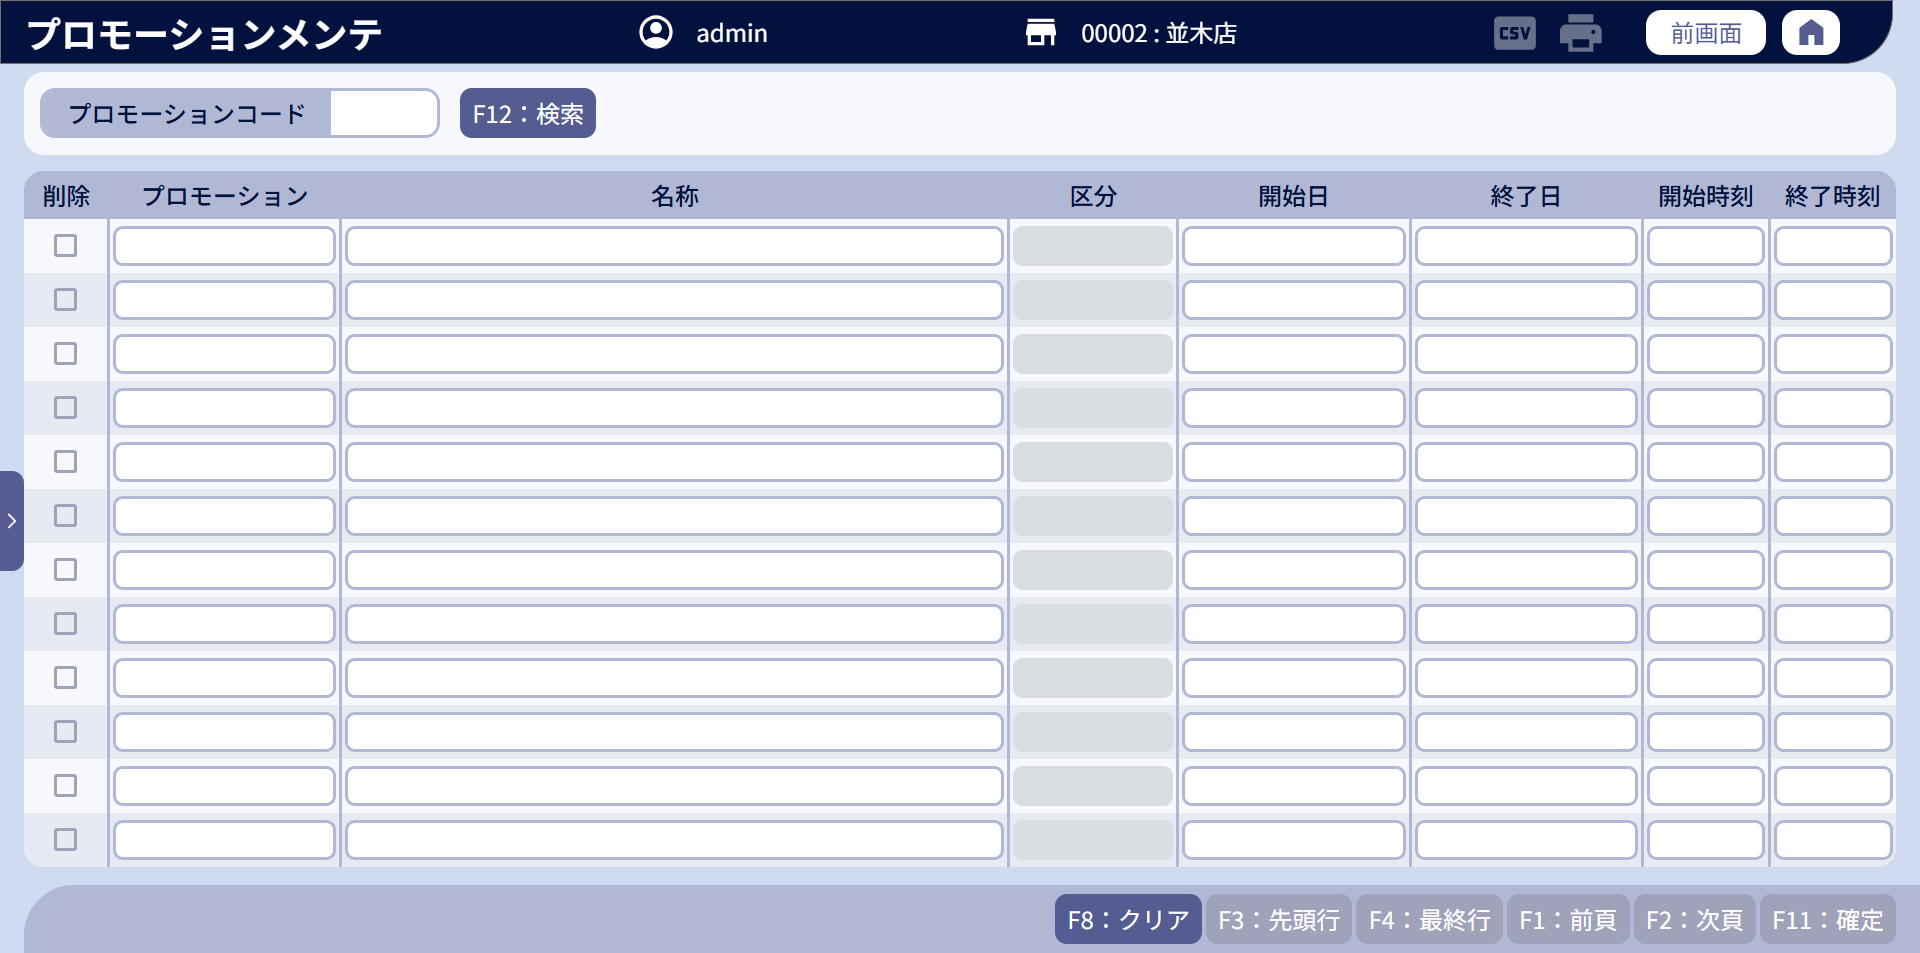 プロモーションメンテ admin 00002 : 並木店 CSV 前画面
プロモーションコード F12：検索
削除 プロモーション 名称 区分 開始日 終了日 開始時刻 終了時刻
F8：クリア F3：先頭行 F4：最終行 F1：前頁 F2：次頁 F11：確定